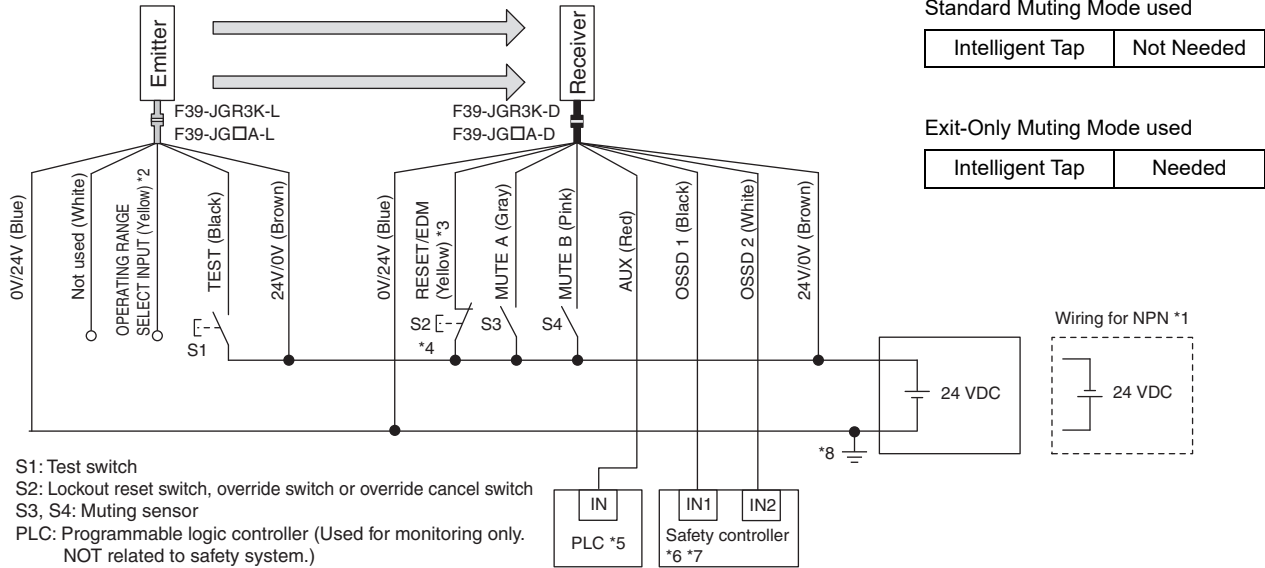 Standard Muting Mode used
Intelligent Tap Not Needed
Exit-Only Muting Mode used
Intelligent Tap Needed
Emitter
Receiver
F39-JGR3K-L
F39-JG□A-L
F39-JGR3K-D
F39-JG□A-D
0V/24V (Blue)
Not used (White)
OPERATING RANGE
SELECT INPUT (Yellow) *2
TEST (Black)
24V/0V (Brown)
0V/24V (Blue)
RESET/EDM
(Yellow) *3
MUTE A (Gray)
MUTE B (Pink)
AUX (Red)
OSSD 1 (Black)
OSSD 2 (White)
24V/0V (Brown)
S1
S2
*4
S3
S4
24 VDC
Wiring for NPN *1
24 VDC
*8
IN
PLC *5
IN1
IN2
Safety controller
*6 *7
S1: Test switch
S2: Lockout reset switch, override switch or override cancel switch
S3, S4: Muting sensor
PLC: Programmable logic controller (Used for monitoring only.
NOT related to safety system.)